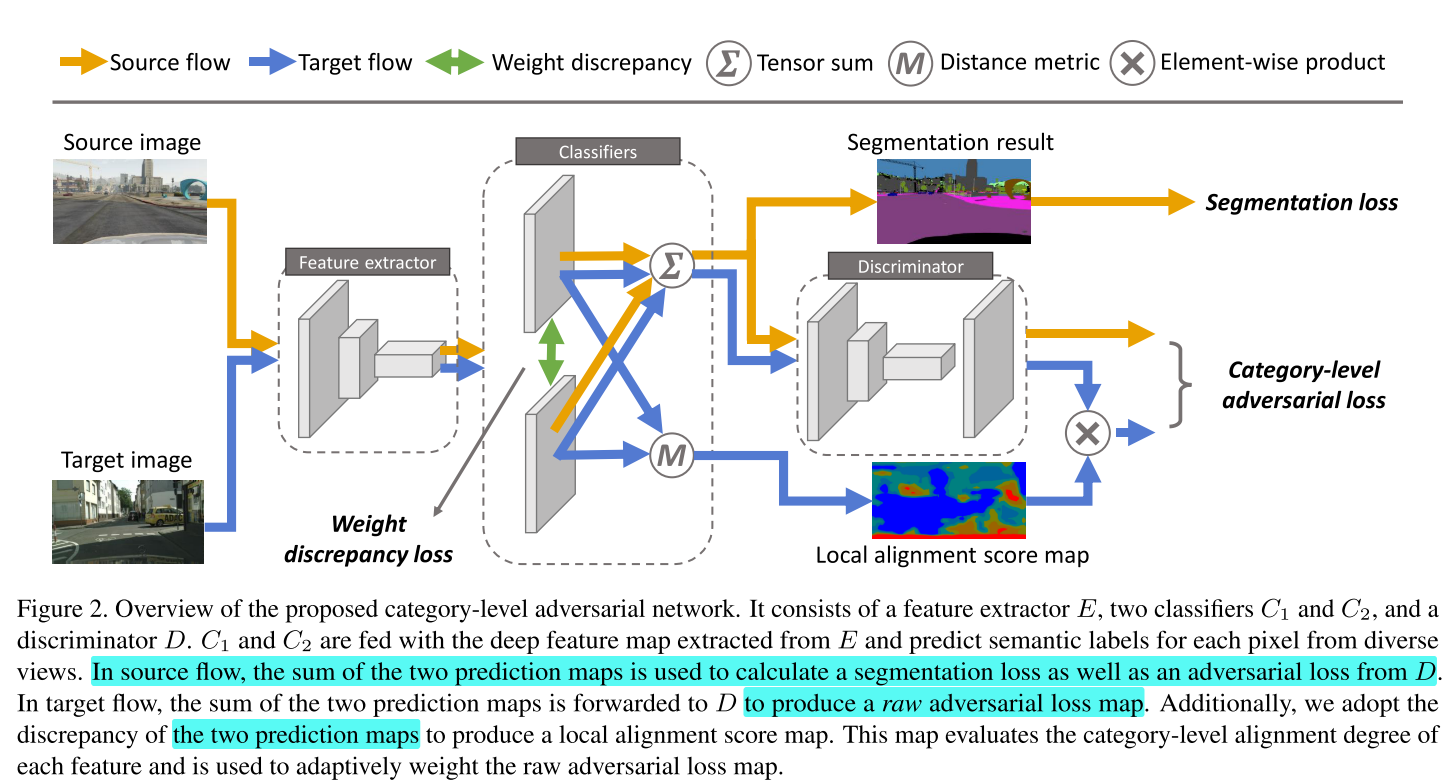 Source flow Target flow Weight discrepancy Σ Tensor sum M Distance metric × Element-wise product
Source image
Classifiers
Segmentation result
Segmentation loss
Feature extractor
Σ
Discriminator
Category-level
adversarial loss
×
Target image
M
Weight
discrepancy loss
Local alignment score map
Figure 2. Overview of the proposed category-level adversarial network. It consists of a feature extractor E, two classifiers C1 and C2, and a
discriminator D. C1 and C2 are fed with the deep feature map extracted from E and predict semantic labels for each pixel from diverse
views. In source flow, the sum of the two prediction maps is used to calculate a segmentation loss as well as an adversarial loss from D.
In target flow, the sum of the two prediction maps is forwarded to D to produce a raw adversarial loss map. Additionally, we adopt the
discrepancy of the two prediction maps to produce a local alignment score map. This map evaluates the category-level alignment degree of
each feature and is used to adaptively weight the raw adversarial loss map.